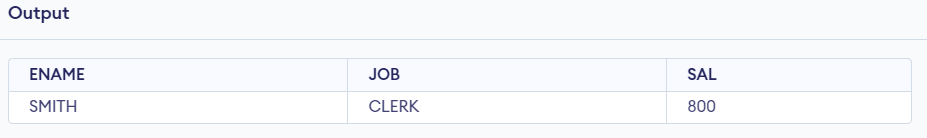 Output
ENAME JOB SAL
SMITH CLERK 800